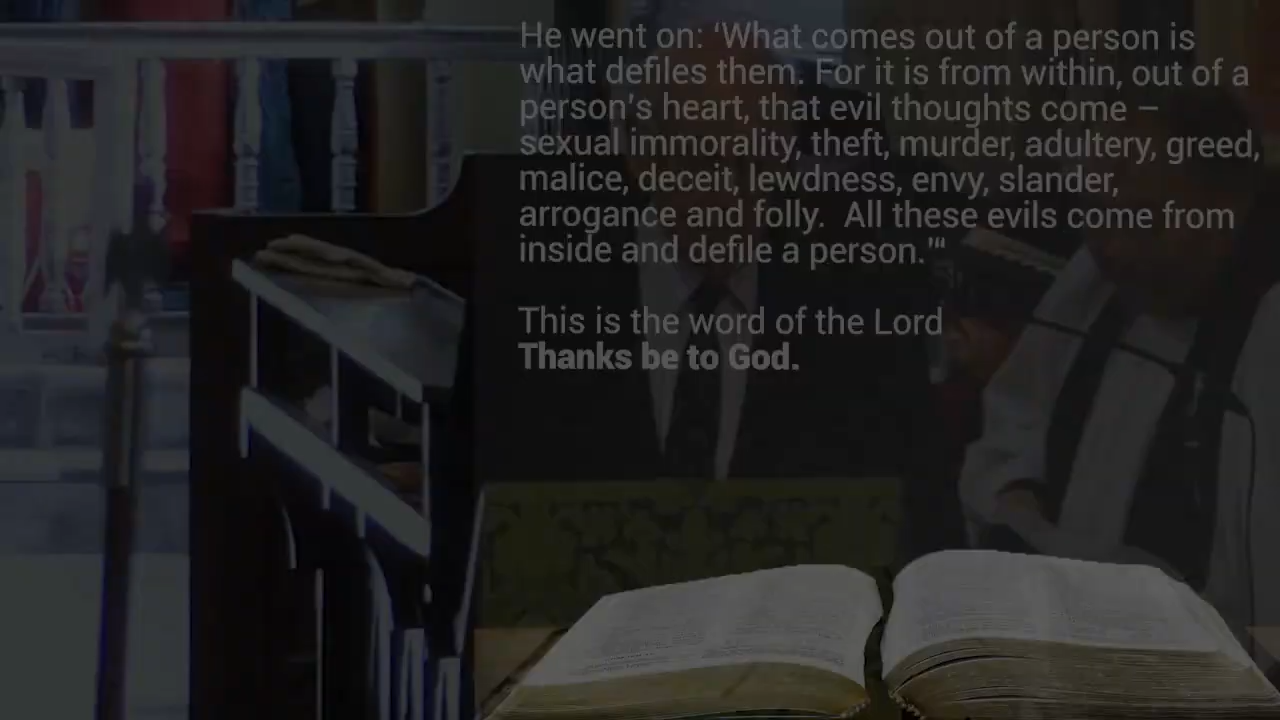 He went on: ‘What comes out of a person is
what defiles them. For it is from within, out of a
person’s heart, that evil thoughts come –
sexual immorality, theft, murder, adultery, greed,
malice, deceit, lewdness, envy, slander,
arrogance and folly.  All these evils come from
inside and defile a person.’“
This is the word of the Lord
Thanks be to God.